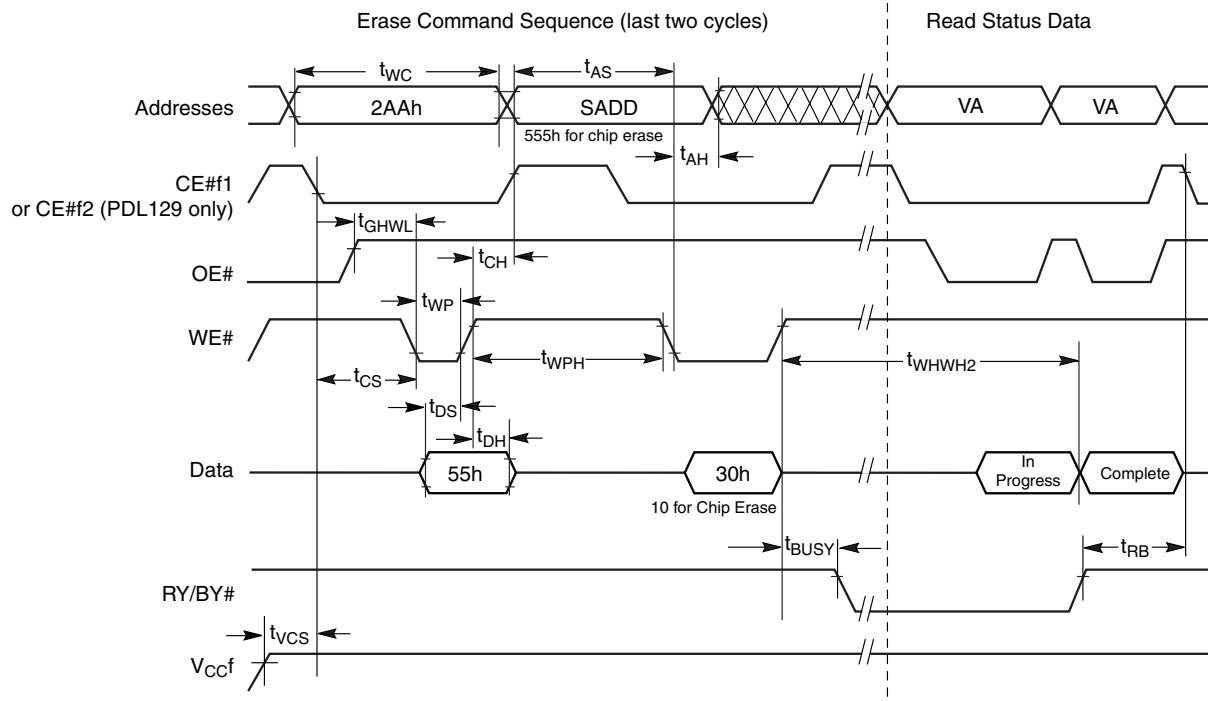 Erase Command Sequence (last two cycles)
Read Status Data
tWC
tAS
Addresses
2AAh
SADD
VA
VA
555h for chip erase
tAH
CE#f1
or CE#f2 (PDL129 only)
tGHWL
OE#
tCH
tWP
WE#
tWPH
tWHWH2
tCS
tDS
tDH
Data
55h
30h
In
Progress
Complete
10 for Chip Erase
tBUSY
tRB
RY/BY#
tVCS
VCCf